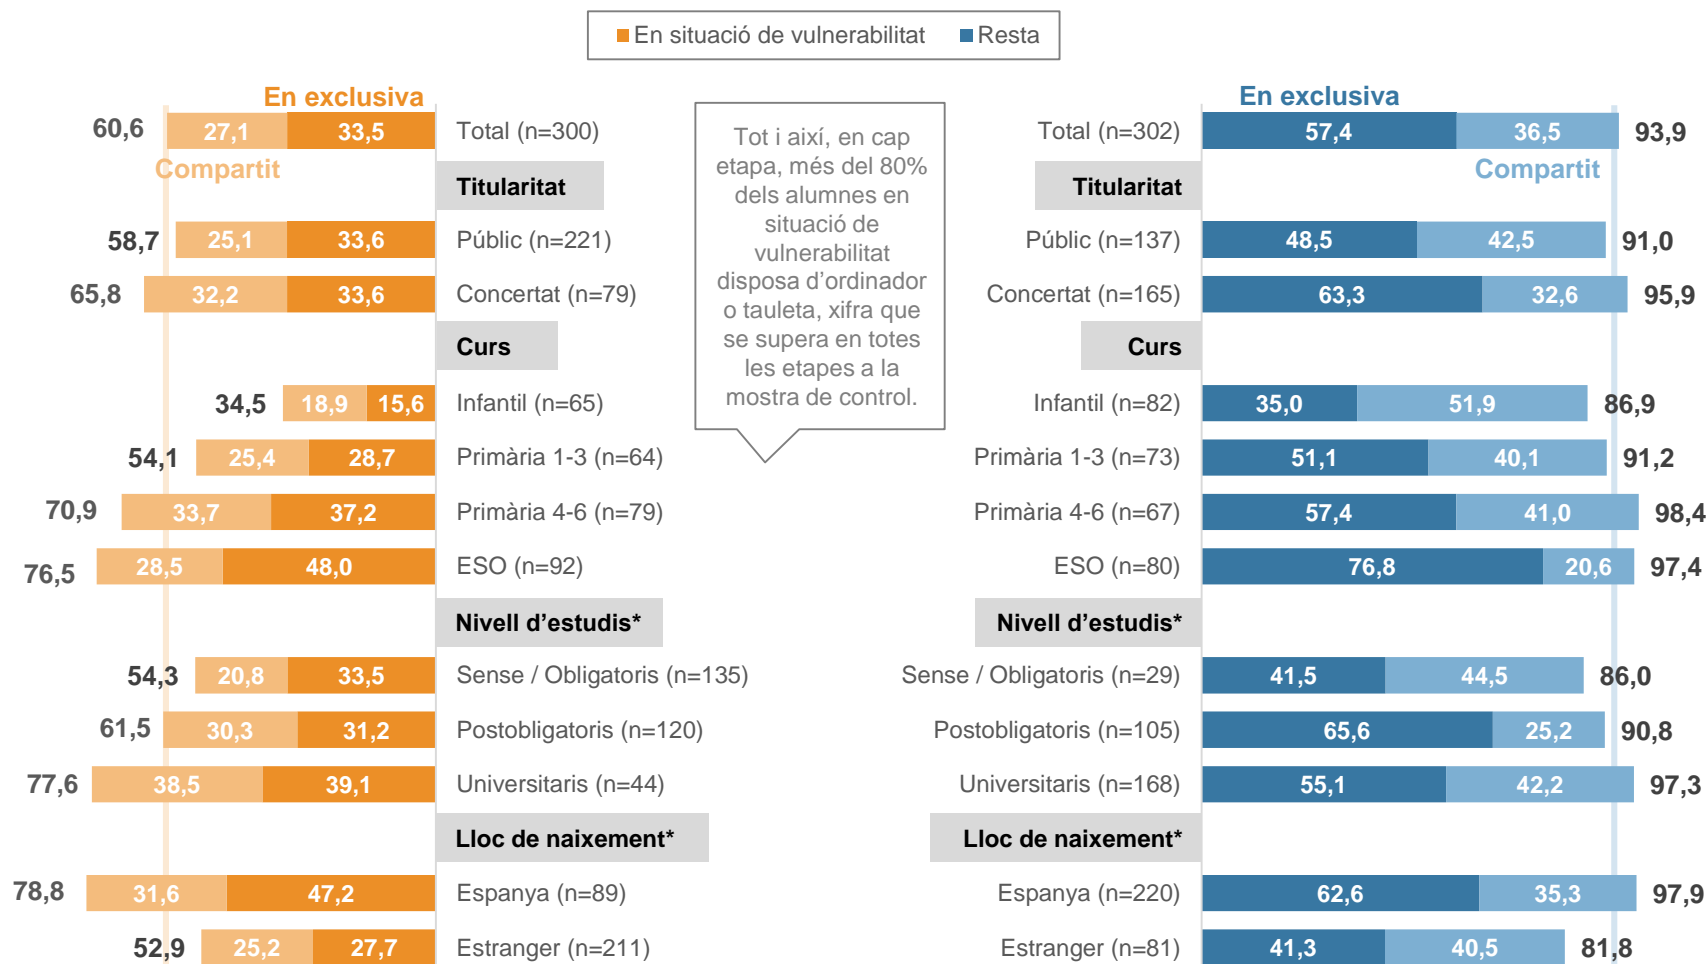 En situació de vulnerabilitat Resta
En exclusiva En exclusiva
60,6 27,1 33,5 Total (n=300) Total (n=302) 57,4 36,5 93,9
Compartit Compartit
Titularitat Titularitat
58,7 25,1 33,6 Públic (n=221) Públic (n=137) 48,5 42,5 91,0
65,8 32,2 33,6 Concertat (n=79) Concertat (n=165) 63,3 32,6 95,9
Curs Curs
34,5 18,9 15,6 Infantil (n=65) Infantil (n=82) 35,0 51,9 86,9
54,1 25,4 28,7 Primària 1-3 (n=64) Primària 1-3 (n=73) 51,1 40,1 91,2
70,9 33,7 37,2 Primària 4-6 (n=79) Primària 4-6 (n=67) 57,4 41,0 98,4
76,5 28,5 48,0 ESO (n=92) ESO (n=80) 76,8 20,6 97,4
Nivell d’estudis* Nivell d’estudis*
54,3 20,8 33,5 Sense / Obligatoris (n=135) Sense / Obligatoris (n=29) 41,5 44,5 86,0
61,5 30,3 31,2 Postobligatoris (n=120) Postobligatoris (n=105) 65,6 25,2 90,8
77,6 38,5 39,1 Universitaris (n=44) Universitaris (n=168) 55,1 42,2 97,3
Lloc de naixement* Lloc de naixement*
78,8 31,6 47,2 Espanya (n=89) Espanya (n=220) 62,6 35,3 97,9
52,9 25,2 27,7 Estranger (n=211) Estranger (n=81) 41,3 40,5 81,8
Tot i així, en cap
etapa, més del 80%
dels alumnes en
situació de
vulnerabilitat
disposa d’ordinador
o tauleta, xifra que
se supera en totes
les etapes a la
mostra de control.